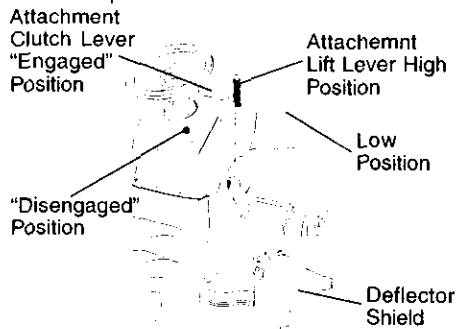 Attachment
Clutch Lever
“Engaged”
Position
Attachemnt
Lift Lever High
Position
Low
Position
“Disengaged”
Position
Deflector
Shield